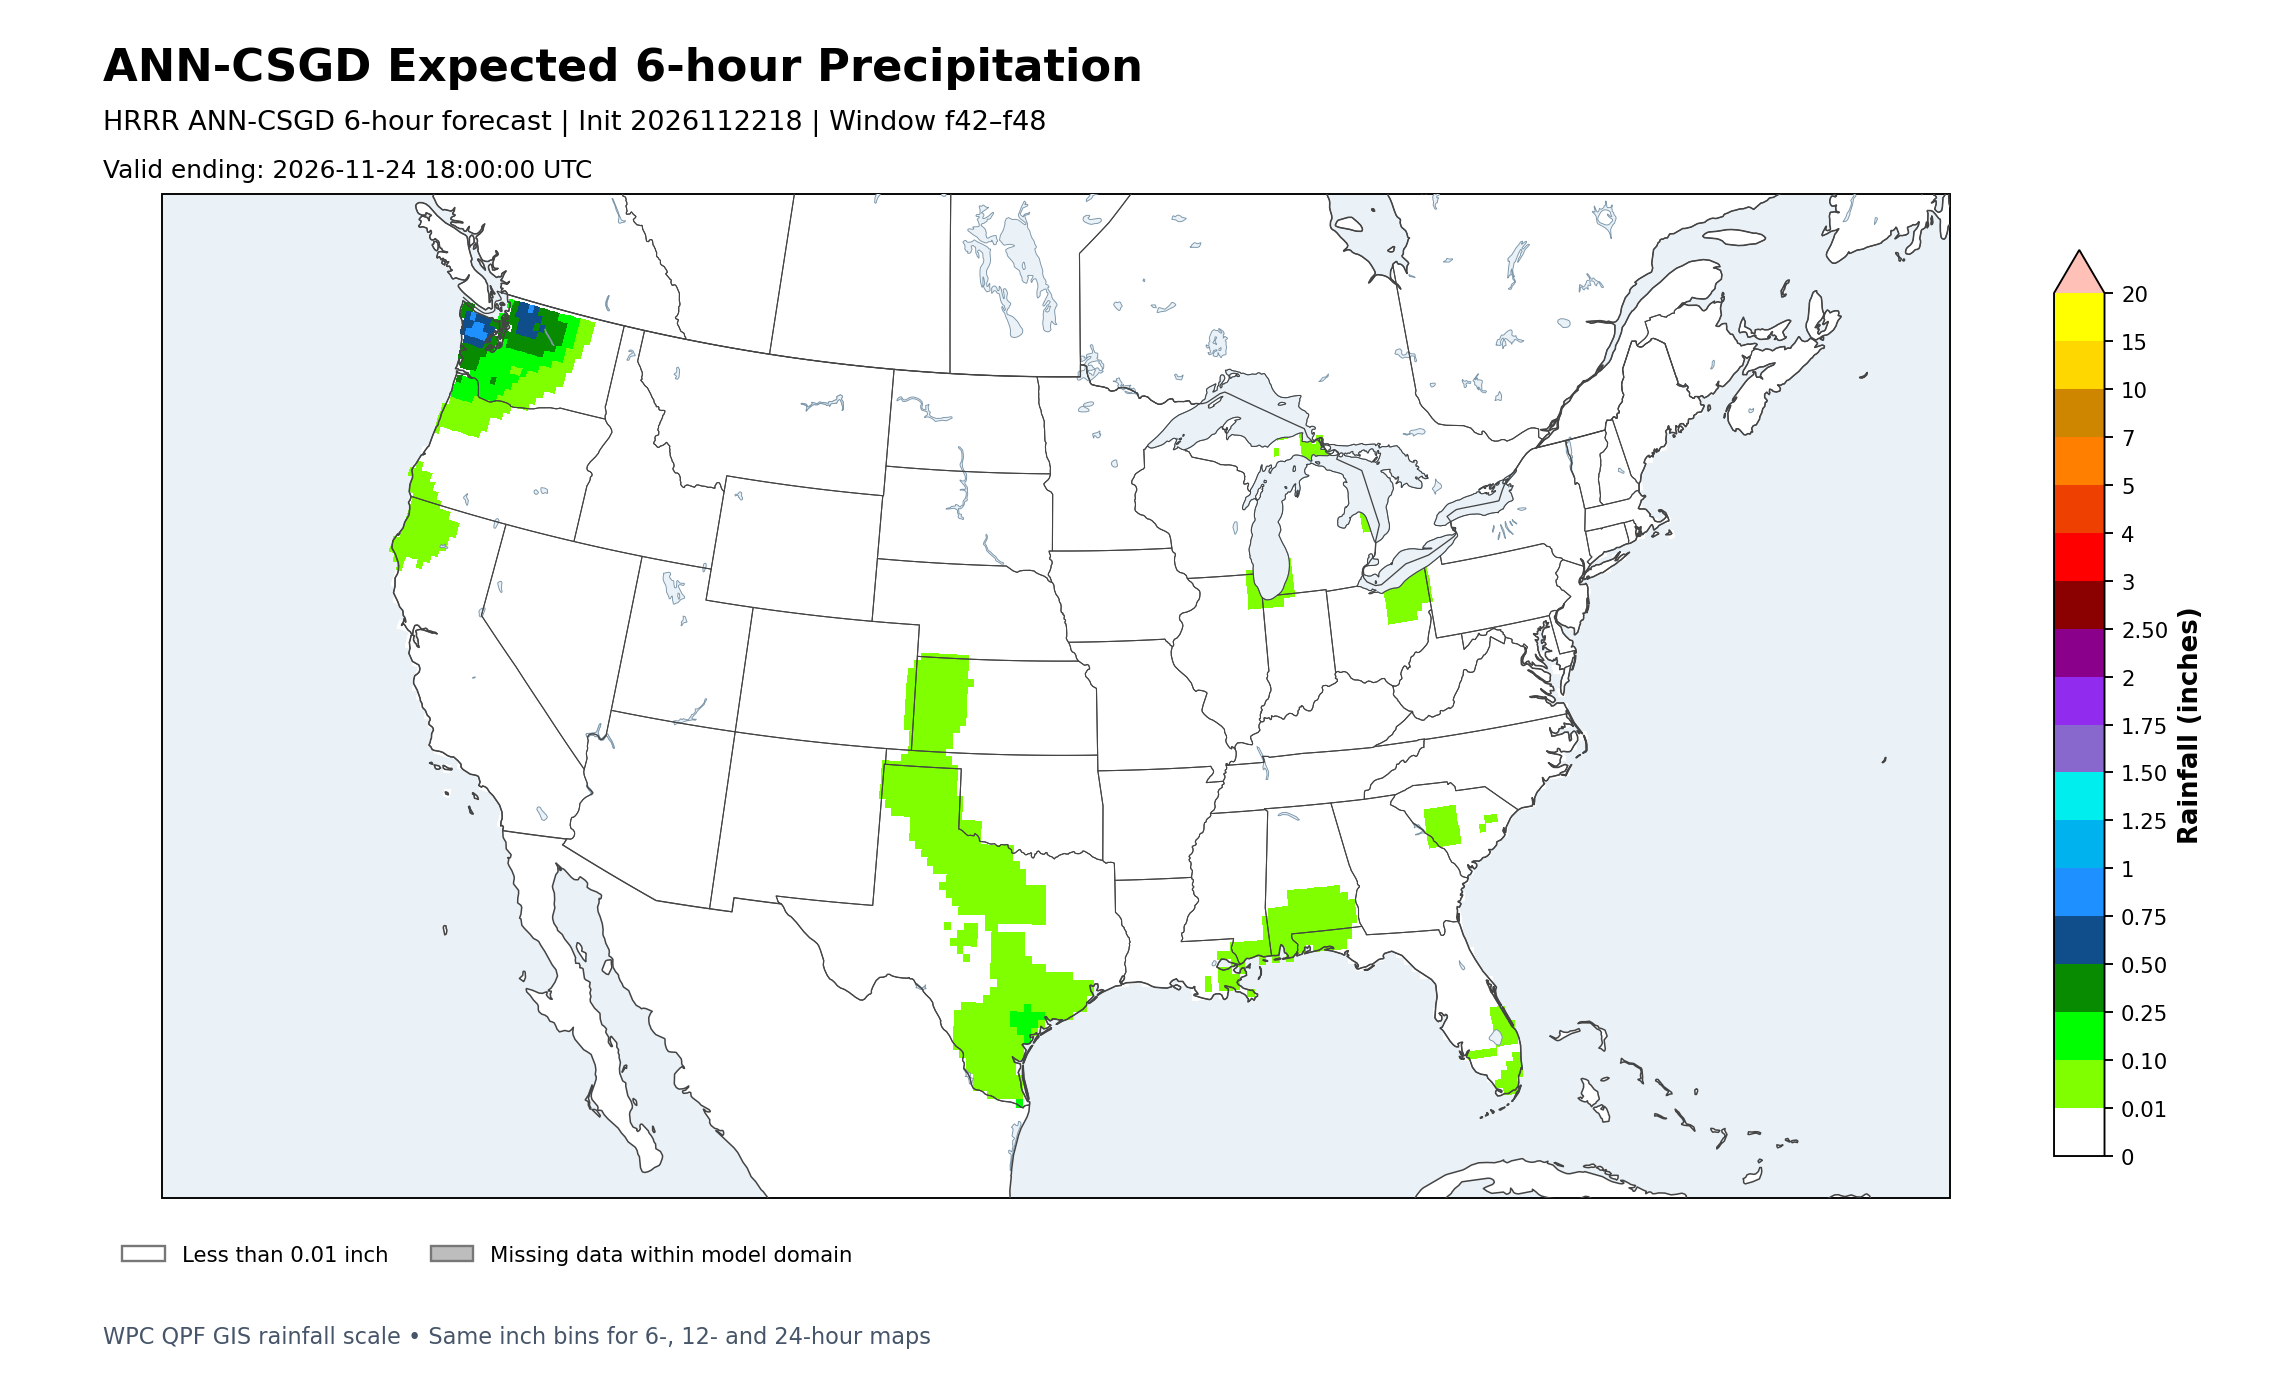 ANN-CSGD Expected 6-hour Precipitation
HRRR ANN-CSGD 6-hour forecast | Init 2026112218 | Window f42–f48
Valid ending: 2026-11-24 18:00:00 UTC
20
15
10
7
5
4
3
2.50
2
1.75
1.50
1.25
1
0.75
0.50
0.25
0.10
0.01
0
Rainfall (inches)
Less than 0.01 inch
Missing data within model domain
WPC QPF GIS rainfall scale • Same inch bins for 6-, 12- and 24-hour maps